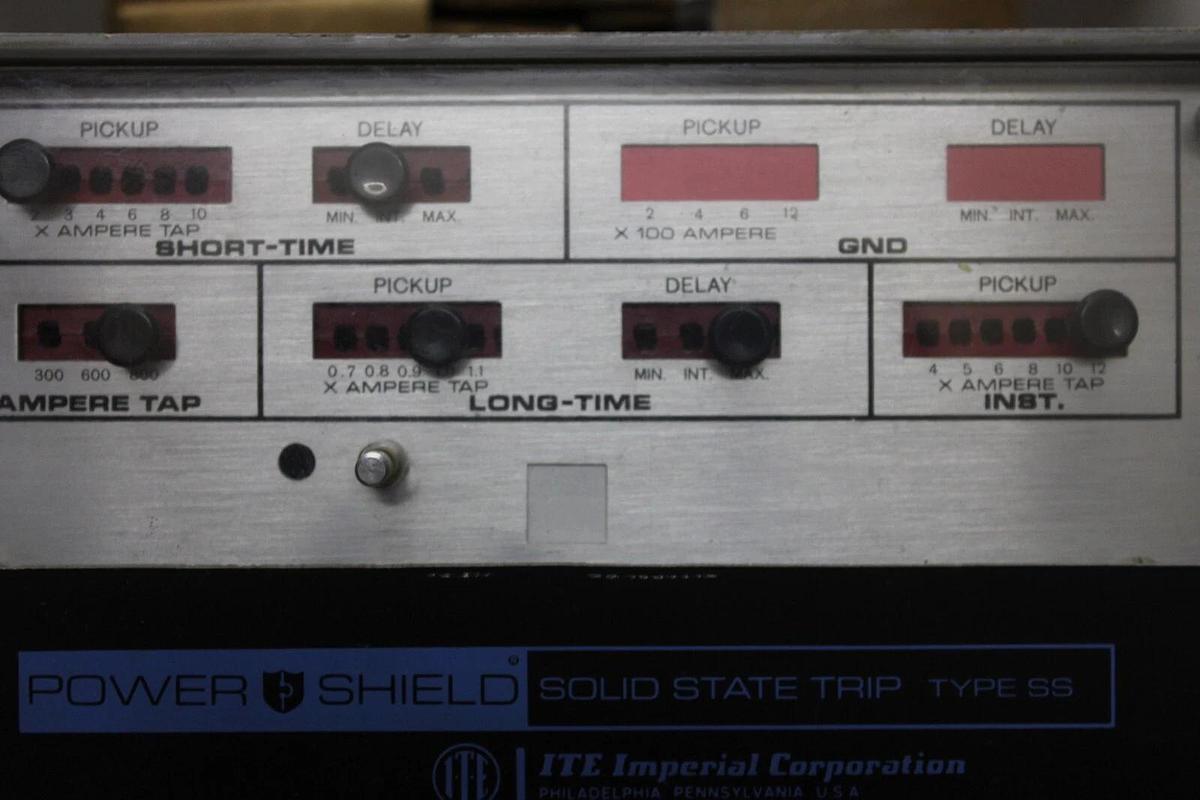 PICKUP DELAY PICKUP DELAY
2 3 4 6 8 10 MIN. INT. MAX. 2 4 6 12 MIN. INT. MAX.
X AMPERE TAP X 100 AMPERE
SHORT-TIME GND
PICKUP DELAY PICKUP
300 600 800 0.7 0.8 0.9 1.1 MIN. INT. MAX. 4 5 6 8 10 12
X AMPERE TAP X AMPERE TAP
AMPERE TAP LONG-TIME INST.
POWER SHIELD® SOLID STATE TRIP TYPE SS
ITE ITE Imperial Corporation
PHILADELPHIA PENNSYLVANIA U.S.A